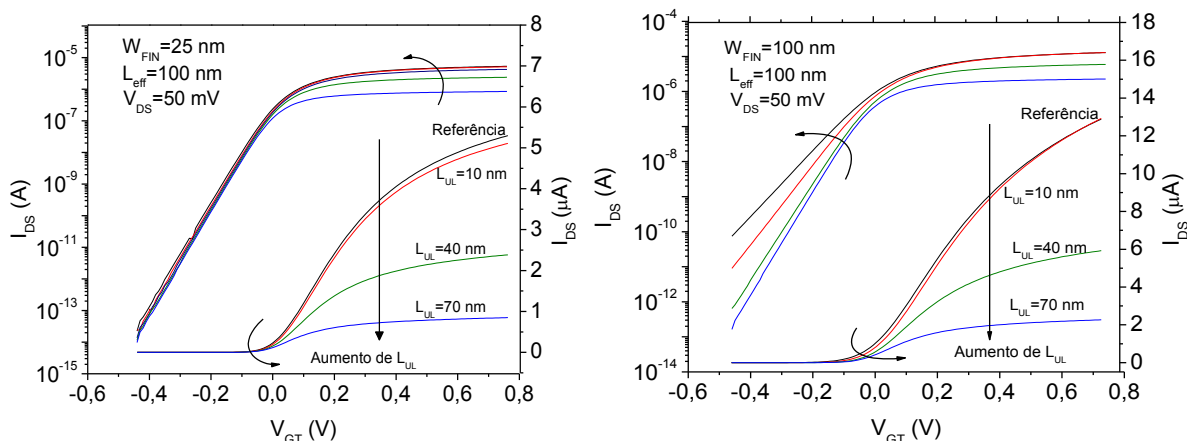 W_FIN=25 nm
L_eff=100 nm
V_DS=50 mV
Referência
L_UL=10 nm
L_UL=40 nm
L_UL=70 nm
Aumento de L_UL
10^-5
10^-7
10^-9
10^-11
10^-13
10^-15
I_DS (A)
8
7
6
5
4
3
2
1
0
I_DS (µA)
-0,6
-0,4
-0,2
0,0
0,2
0,4
0,6
0,8
V_GT (V)
W_FIN=100 nm
L_eff=100 nm
V_DS=50 mV
Referência
L_UL=10 nm
L_UL=40 nm
L_UL=70 nm
Aumento de L_UL
10^-4
10^-6
10^-8
10^-10
10^-12
10^-14
I_DS (A)
18
16
14
12
10
8
6
4
2
0
I_DS (µA)
-0,6
-0,4
-0,2
0,0
0,2
0,4
0,6
0,8
V_GT (V)